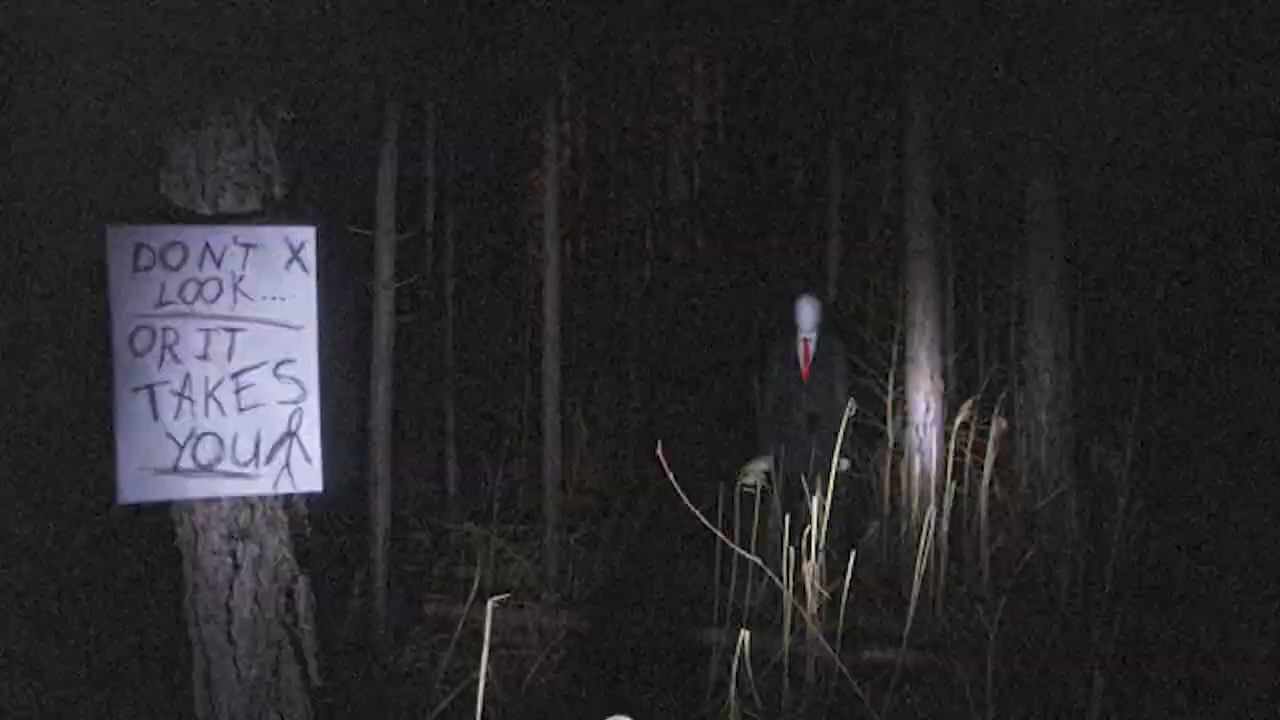 DON'T X
LOOK...
OR IT
TAKES
YOU